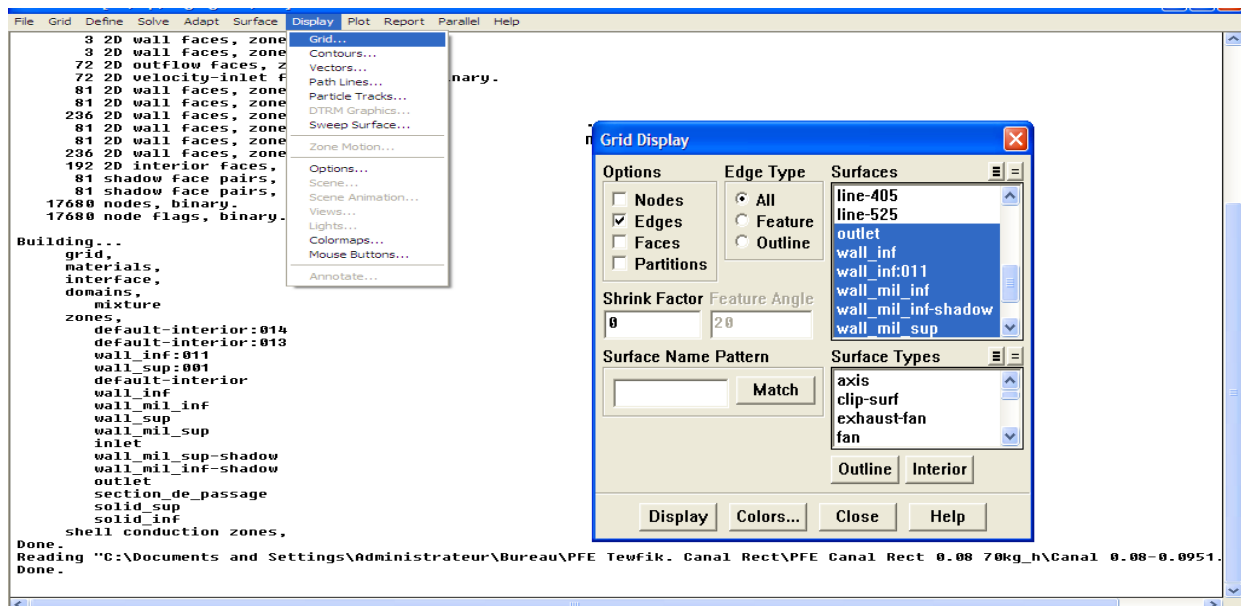 File Grid Define Solve Adapt Surface Display Plot Report Parallel Help
3 2D wall faces, zone
3 2D wall faces, zone
72 2D outflow faces, z
72 2D velocity-inlet f nary.
81 2D wall faces, zone
81 2D wall faces, zone
236 2D wall faces, zone
81 2D wall faces, zone
81 2D wall faces, zone
236 2D wall faces, zone
192 2D interior faces,
81 shadow face pairs,
81 shadow face pairs,
17680 nodes, binary.
17680 node flags, binary.
Building...
grid,
materials,
interface,
domains,
mixture
zones,
default-interior:014
default-interior:013
wall_inf:011
wall_sup:001
default-interior
wall_inf
wall_mil_inf
wall_sup
wall_mil_sup
inlet
wall_mil_sup-shadow
wall_mil_inf-shadow
outlet
section_de_passage
solid_sup
solid_inf
shell conduction zones,
Done.
Reading "C:\Documents and Settings\Administrateur\Bureau\PFE Tewfik. Canal Rect\PFE Canal Rect 0.08 70kg_h\Canal 0.08-0.0951.
Done.
Grid...
Contours...
Vectors...
Path Lines...
Particle Tracks...
DTRM Graphics...
Sweep Surface...
Zone Motion...
Options...
Scene...
Scene Animation...
Views...
Lights...
Colormaps...
Mouse Buttons...
Annotate...
Grid Display
Options
Nodes
Edges
Faces
Partitions
Edge Type
All
Feature
Outline
Shrink Factor Feature Angle
0 20
Surface Name Pattern
Match
Surfaces
line-405
line-525
outlet
wall_inf
wall_inf:011
wall_mil_inf
wall_mil_inf-shadow
wall_mil_sup
Surface Types
axis
clip-surf
exhaust-fan
fan
Outline Interior
Display Colors... Close Help